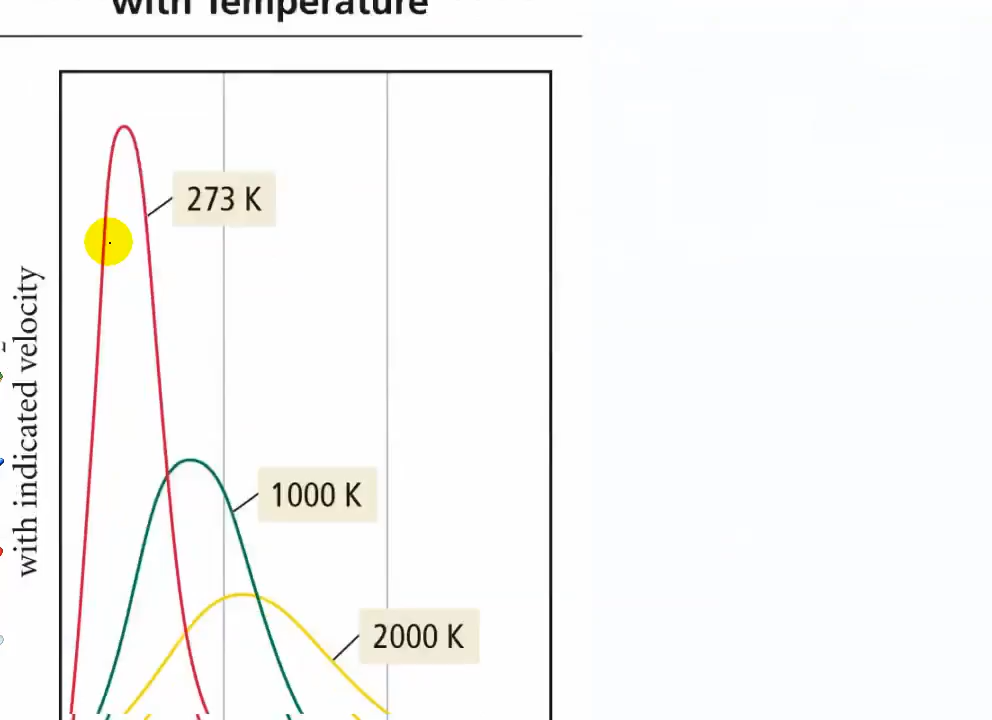 with Temperature
with indicated velocity
273 K
1000 K
2000 K